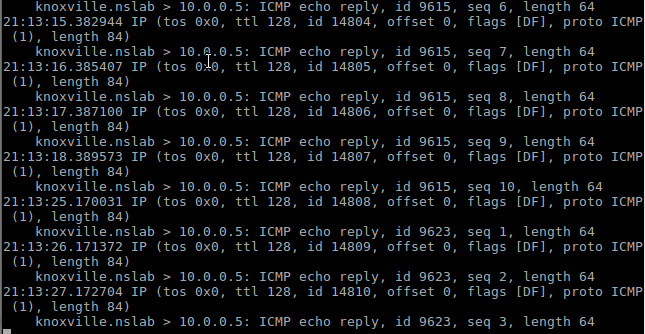 knoxville.nslab > 10.0.0.5: ICMP echo reply, id 9615, seq 6, length 64
21:13:15.382944 IP (tos 0x0, ttl 128, id 14804, offset 0, flags [DF], proto ICMP
(1), length 84)
knoxville.nslab > 10.0.0.5: ICMP echo reply, id 9615, seq 7, length 64
21:13:16.385407 IP (tos 0x0, ttl 128, id 14805, offset 0, flags [DF], proto ICMP
(1), length 84)
knoxville.nslab > 10.0.0.5: ICMP echo reply, id 9615, seq 8, length 64
21:13:17.387100 IP (tos 0x0, ttl 128, id 14806, offset 0, flags [DF], proto ICMP
(1), length 84)
knoxville.nslab > 10.0.0.5: ICMP echo reply, id 9615, seq 9, length 64
21:13:18.389573 IP (tos 0x0, ttl 128, id 14807, offset 0, flags [DF], proto ICMP
(1), length 84)
knoxville.nslab > 10.0.0.5: ICMP echo reply, id 9615, seq 10, length 64
21:13:25.170031 IP (tos 0x0, ttl 128, id 14808, offset 0, flags [DF], proto ICMP
(1), length 84)
knoxville.nslab > 10.0.0.5: ICMP echo reply, id 9623, seq 1, length 64
21:13:26.171372 IP (tos 0x0, ttl 128, id 14809, offset 0, flags [DF], proto ICMP
(1), length 84)
knoxville.nslab > 10.0.0.5: ICMP echo reply, id 9623, seq 2, length 64
21:13:27.172704 IP (tos 0x0, ttl 128, id 14810, offset 0, flags [DF], proto ICMP
(1), length 84)
knoxville.nslab > 10.0.0.5: ICMP echo reply, id 9623, seq 3, length 64